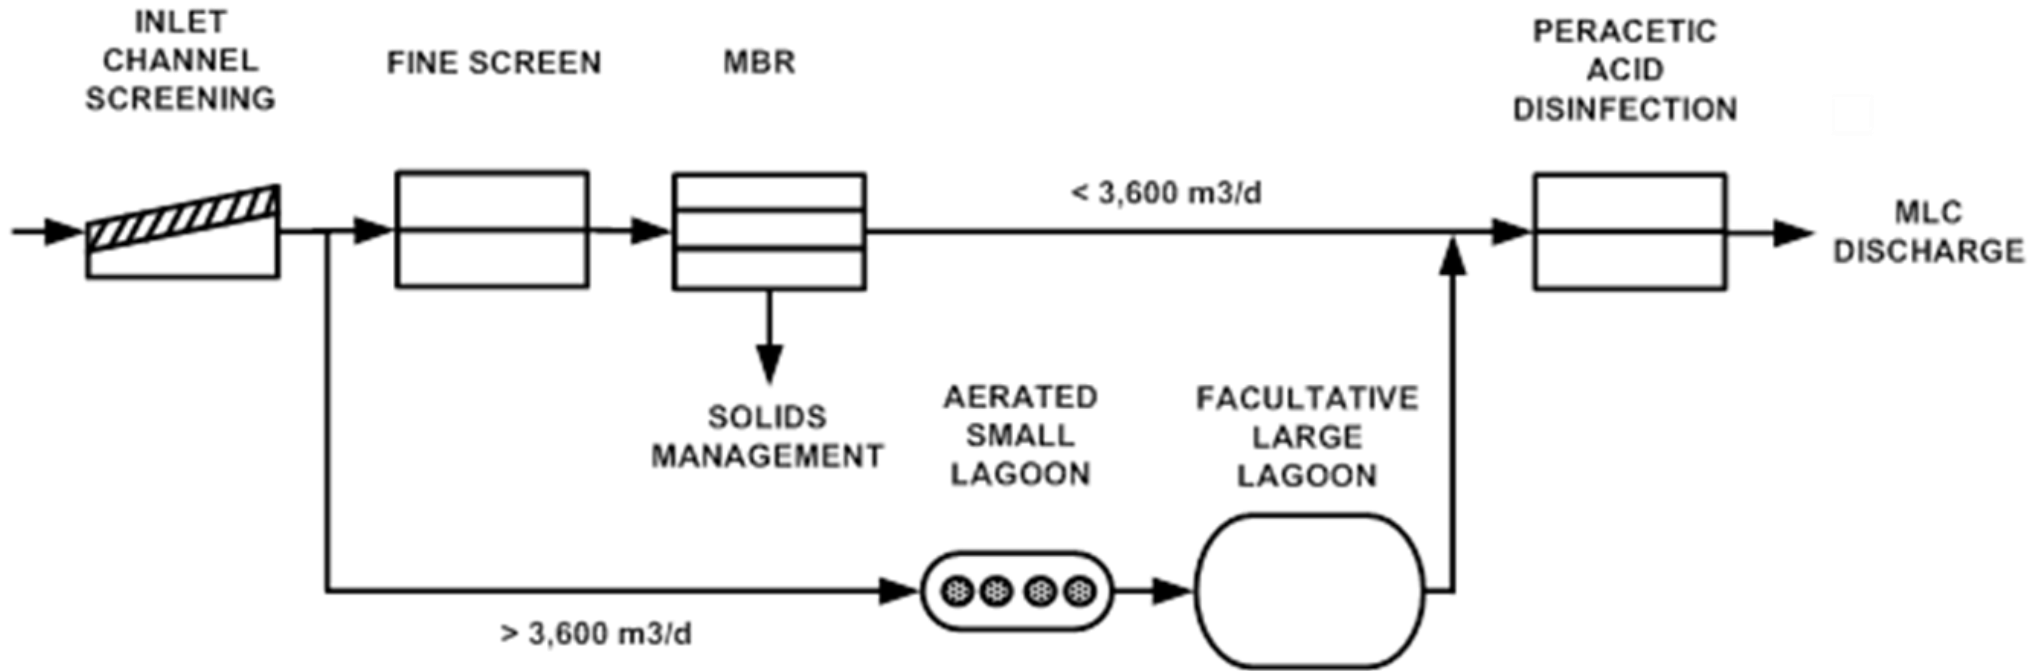 INLET
CHANNEL
SCREENING
FINE SCREEN
MBR
PERACETIC
ACID
DISINFECTION
< 3,600 m3/d
MLC
DISCHARGE
SOLIDS
MANAGEMENT
AERATED
SMALL
LAGOON
FACULTATIVE
LARGE
LAGOON
> 3,600 m3/d